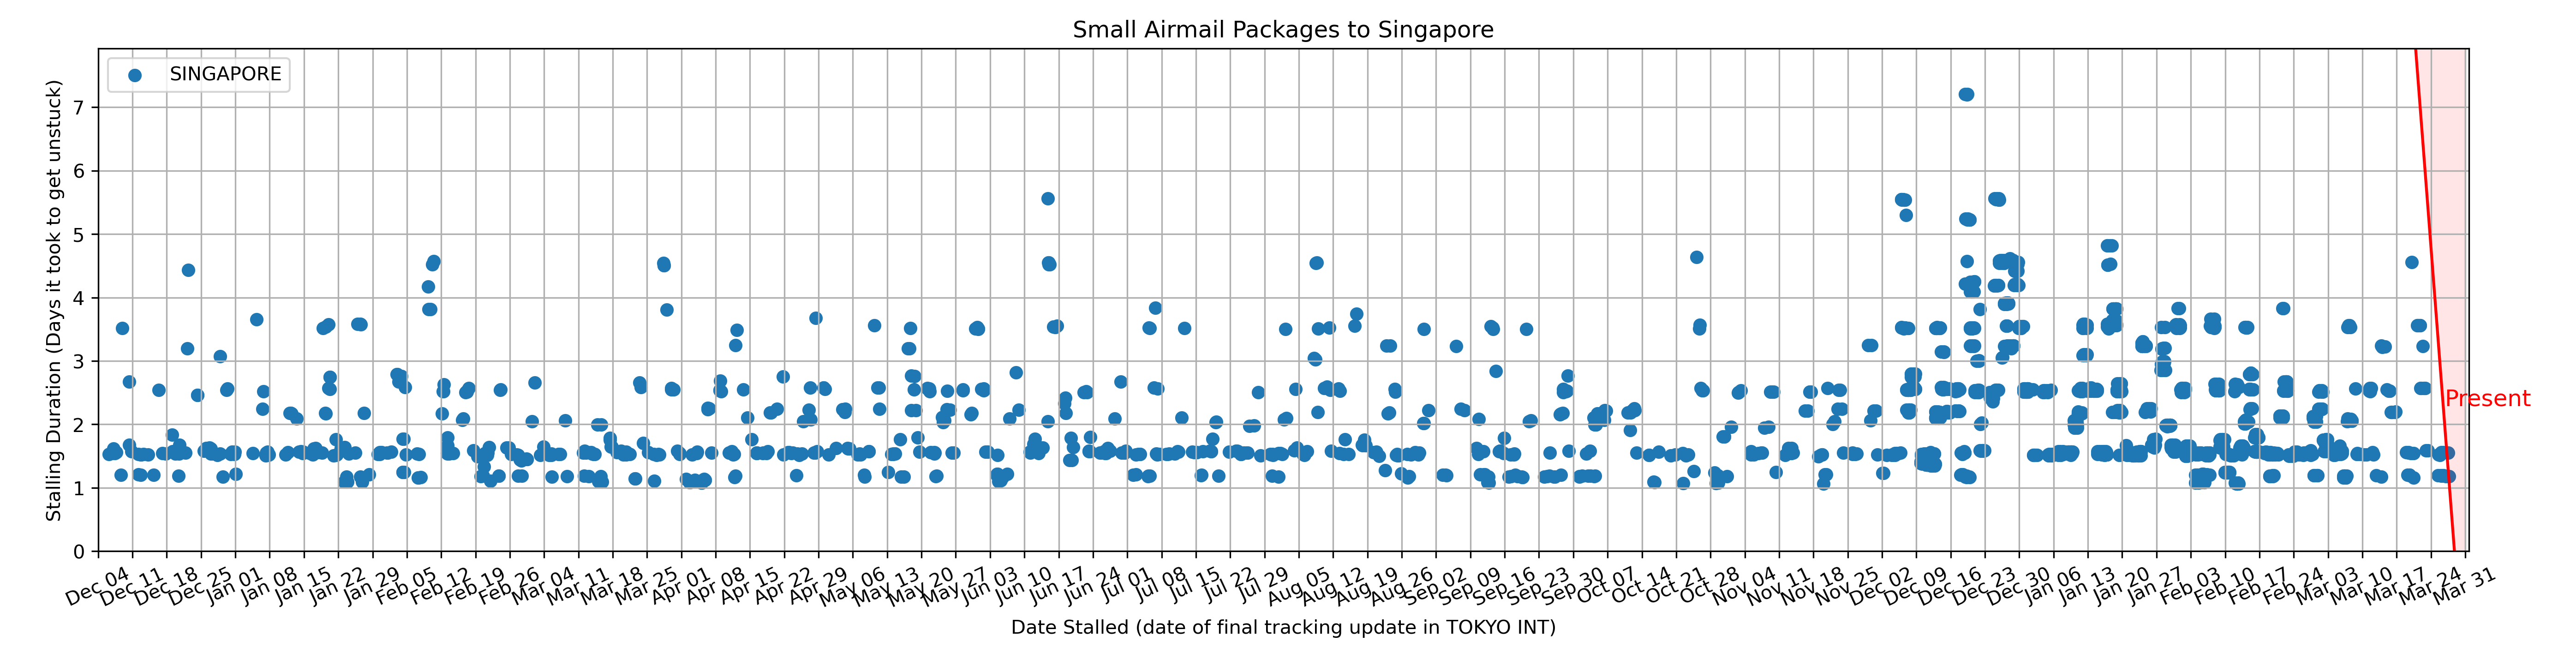 Small Airmail Packages to Singapore
SINGAPORE
Stalling Duration (Days it took to get unstuck)
7
6
5
4
3
2
1
0
Present
Dec 04
Dec 11
Dec 18
Dec 25
Jan 01
Jan 08
Jan 15
Jan 22
Jan 29
Feb 05
Feb 12
Feb 19
Feb 26
Mar 04
Mar 11
Mar 18
Mar 25
Apr 01
Apr 08
Apr 15
Apr 22
Apr 29
May 06
May 13
May 20
May 27
Jun 03
Jun 10
Jun 17
Jun 24
Jul 01
Jul 08
Jul 15
Jul 22
Jul 29
Aug 05
Aug 12
Aug 19
Aug 26
Sep 02
Sep 09
Sep 16
Sep 23
Sep 30
Oct 07
Oct 14
Oct 21
Oct 28
Nov 04
Nov 11
Nov 18
Nov 25
Dec 02
Dec 09
Dec 16
Dec 23
Dec 30
Jan 06
Jan 13
Jan 20
Jan 27
Feb 03
Feb 10
Feb 17
Feb 24
Mar 03
Mar 10
Mar 17
Mar 24
Mar 31
Date Stalled (date of final tracking update in TOKYO INT)